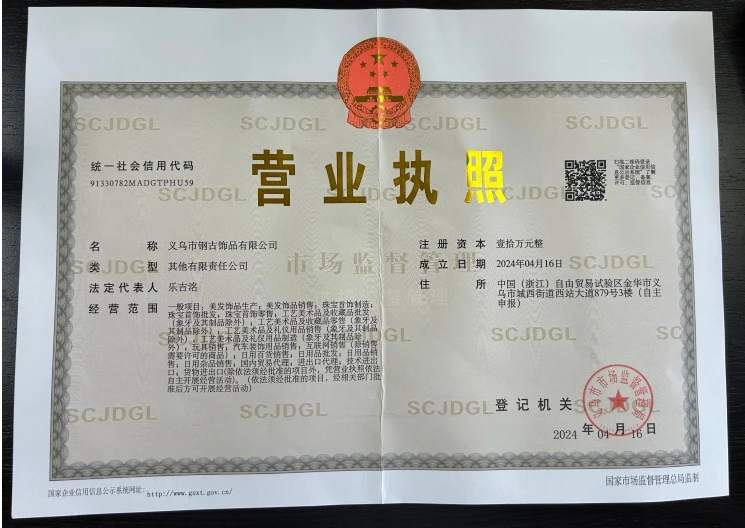 SCJDGL SCJDGL SCJDGL
统一社会信用代码
91330782MADGTPHU59
营业执照
扫描二维码登录
“国家企业信用信
息公示系统”了解
更多登记、备案、
许可、监管信息
SCJDGL SCJDGL SCJDGL
名称 义乌市钢古饰品有限公司
类型 其他有限责任公司
法定代表人 乐古洺
经营范围 一般项目：美发饰品生产；美发饰品销售；珠宝首饰制造；
珠宝首饰批发；珠宝首饰零售；工艺美术品及收藏品批发
（象牙及其制品除外）；工艺美术品及收藏品零售（象牙及
其制品除外）；工艺美术品及礼仪用品销售（象牙及其制品
除外）；工艺美术品及礼仪用品制造（象牙及其制品除
外）；玩具销售；汽车装饰用品销售；互联网销售（除销售
需要许可的商品）；日用百货销售；日用品批发；日用品销
售；日用杂品销售；国内贸易代理；进出口代理；技术进出
口；货物进出口(除依法须经批准的项目外，凭营业执照依法
自主开展经营活动)。（依法须经批准的项目，经相关部门批
准后方可开展经营活动）
注册资本 壹拾万元整
成立日期 2024年04月16日
住所 中国（浙江）自由贸易试验区金华市义
乌市城西街道西站大道879号3楼（自主
申报）
市场监督管理
SCJDGL SCJDGL SCJDGL
登记机关
义乌市市场监督管理局
2024 年 04 月 16 日
国家企业信用信息公示系统网址：http://www.gsxt.gov.cn/
国家市场监督管理总局监制